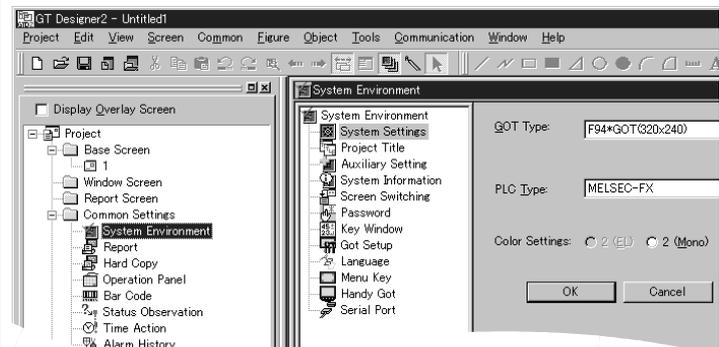 GT Designer2 - Untitled1
Project Edit View Screen Common Figure Object Tools Communication Window Help
Display Overlay Screen
Project
Base Screen
1
Window Screen
Report Screen
Common Settings
System Environment
Report
Hard Copy
Operation Panel
Bar Code
Status Observation
Time Action
Alarm History
System Environment
System Environment
System Settings
Project Title
Auxiliary Setting
System Information
Screen Switching
Password
Key Window
Got Setup
Language
Menu Key
Handy Got
Serial Port
GOT Type: F94*GOT(320x240)
PLC Type: MELSEC-FX
Color Settings: 2 (EL) 2 (Mono)
OK Cancel